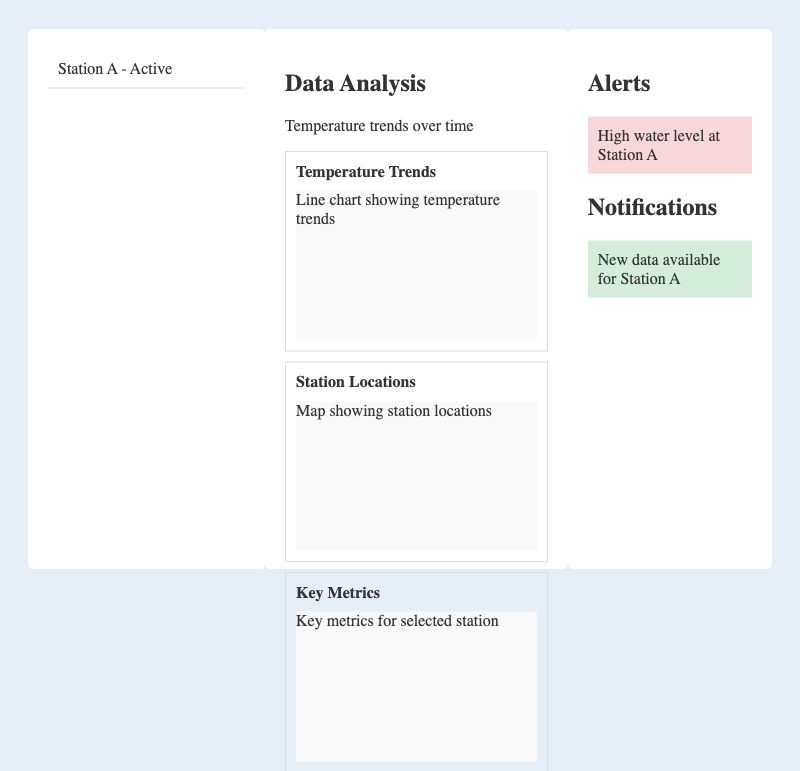 Station A - Active
Data Analysis
Temperature trends over time
Temperature Trends
Line chart showing temperature
trends
Station Locations
Map showing station locations
Key Metrics
Key metrics for selected station
Alerts
High water level at
Station A
Notifications
New data available
for Station A